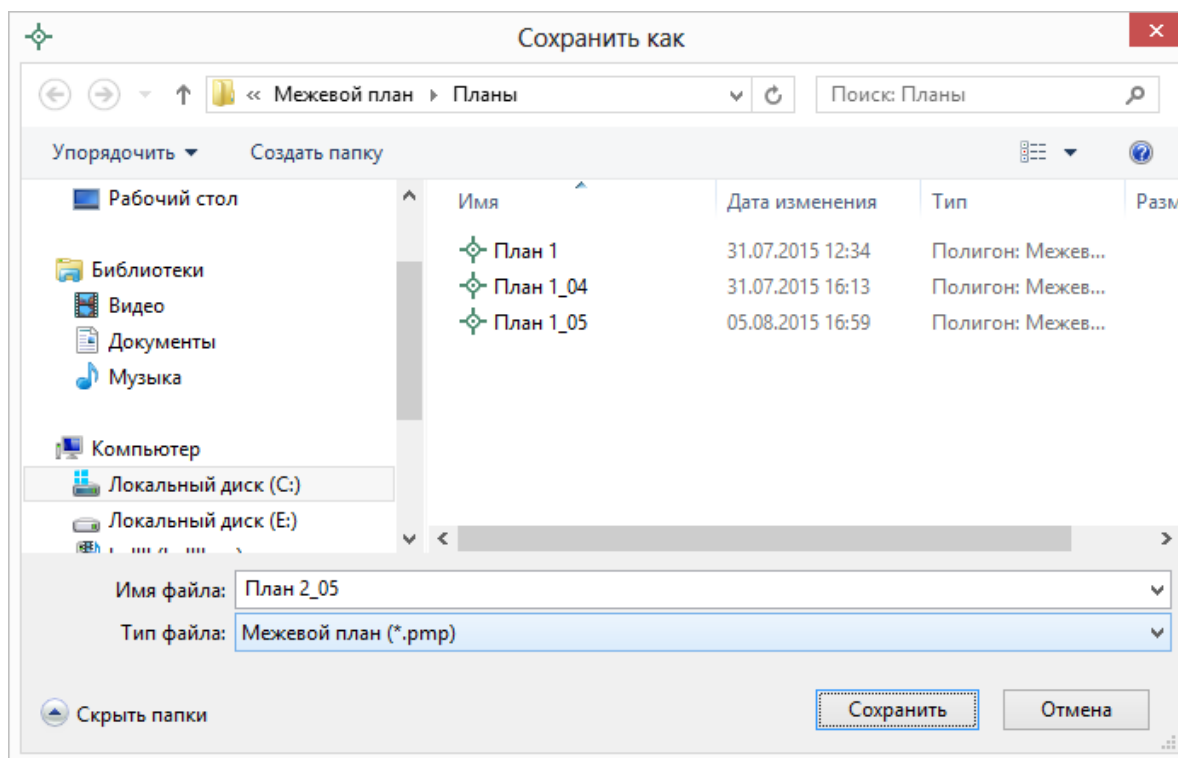 Сохранить как
« Межевой план Планы
Поиск: Планы
Упорядочить Создать папку
Рабочий стол
Библиотеки
Видео
Документы
Музыка
Компьютер
Локальный диск (C:)
Локальный диск (E:)
Имя Дата изменения Тип Разм
План 1 31.07.2015 12:34 Полигон: Межев...
План 1_04 31.07.2015 16:13 Полигон: Межев...
План 1_05 05.08.2015 16:59 Полигон: Межев...
Имя файла: План 2_05
Тип файла: Межевой план (*.pmp)
Скрыть папки
Сохранить
Отмена